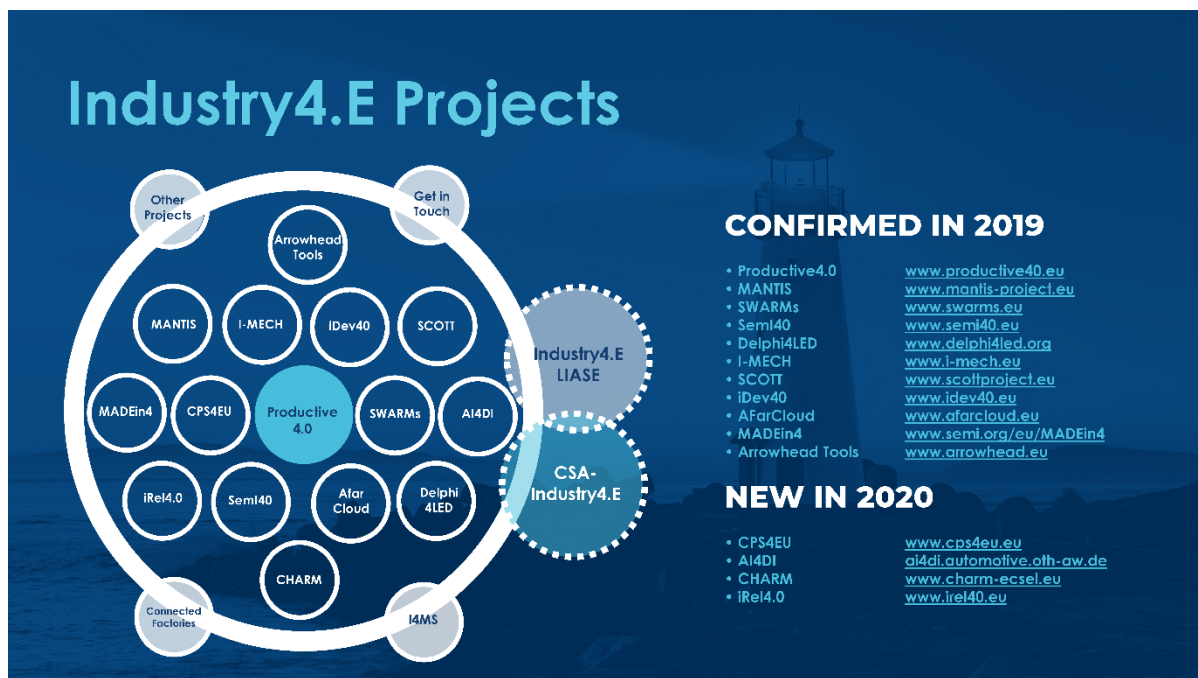 Industry4.E Projects
Other
Projects
Get in
Touch
Arrowhead
Tools
MANTIS
I-MECH
iDev40
SCOTT
MADEin4
CPS4EU
Productive
4.0
SWARMs
AI4DI
iRel4.0
SemI40
Afar
Cloud
Delphi
4LED
CHARM
Connected
Factories
I4MS
Industry4.E
LIASE
CSA-
Industry4.E
CONFIRMED IN 2019
• Productive4.0 www.productive40.eu
• MANTIS www.mantis-project.eu
• SWARMs www.swarms.eu
• SemI40 www.semi40.eu
• Delphi4LED www.delphi4led.org
• I-MECH www.i-mech.eu
• SCOTT www.scottproject.eu
• iDev40 www.idev40.eu
• AFarCloud www.afarcloud.eu
• MADEin4 www.semi.org/eu/MADEin4
• Arrowhead Tools www.arrowhead.eu
NEW IN 2020
• CPS4EU www.cps4eu.eu
• AI4DI ai4di.automotive.oth-aw.de
• CHARM www.charm-ecsel.eu
• iRel4.0 www.irel40.eu